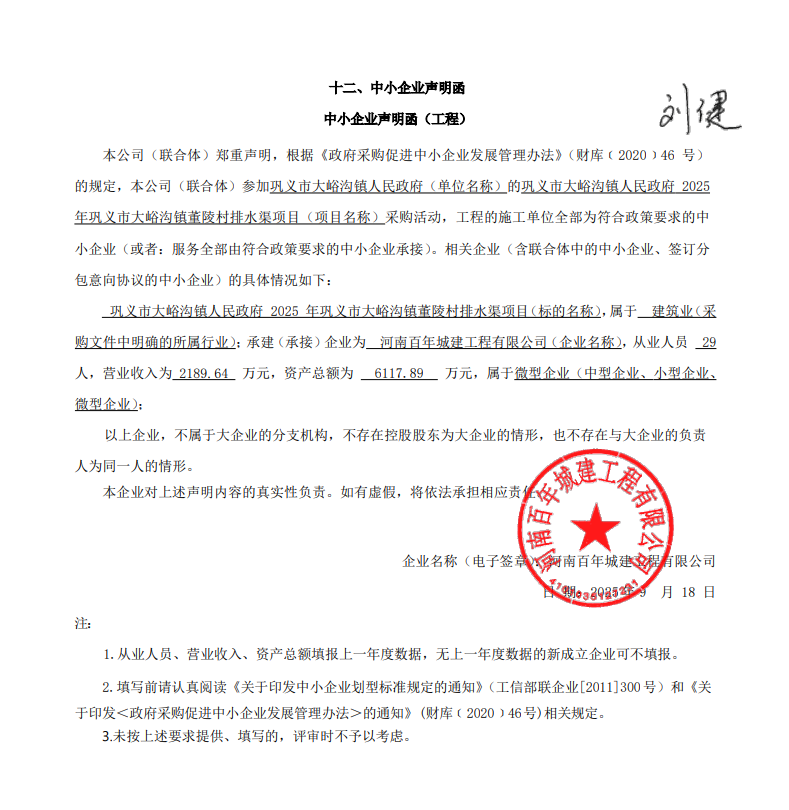 十二、中小企业声明函
中小企业声明函（工程）
刘健
本公司（联合体）郑重声明，根据《政府采购促进中小企业发展管理办法》（财库﹝2020﹞46 号）
的规定，本公司（联合体）参加巩义市大峪沟镇人民政府（单位名称）的巩义市大峪沟镇人民政府 2025
年巩义市大峪沟镇董陵村排水渠项目（项目名称）采购活动，工程的施工单位全部为符合政策要求的中
小企业（或者：服务全部由符合政策要求的中小企业承接）。相关企业（含联合体中的中小企业、签订分
包意向协议的中小企业）的具体情况如下：
巩义市大峪沟镇人民政府 2025 年巩义市大峪沟镇董陵村排水渠项目（标的名称），属于 建筑业（采
购文件中明确的所属行业）；承建（承接）企业为 河南百年城建工程有限公司（企业名称），从业人员 29
人，营业收入为 2189.64 万元，资产总额为 6117.89 万元，属于微型企业（中型企业、小型企业、
微型企业）；
以上企业，不属于大企业的分支机构，不存在控股股东为大企业的情形，也不存在与大企业的负责
人为同一人的情形。
本企业对上述声明内容的真实性负责。如有虚假，将依法承担相应责任
河南百年城建工程有限公司
企业名称（电子签章）：河南百年城建工程有限公司
日 期：2025 年 9 月 18 日
注：
1.从业人员、营业收入、资产总额填报上一年度数据，无上一年度数据的新成立企业可不填报。
2.填写前请认真阅读《关于印发中小企业划型标准规定的通知》（工信部联企业[2011]300号）和《关
于印发＜政府采购促进中小企业发展管理办法＞的通知》(财库﹝2020﹞46号)相关规定。
3.未按上述要求提供、填写的，评审时不予以考虑。